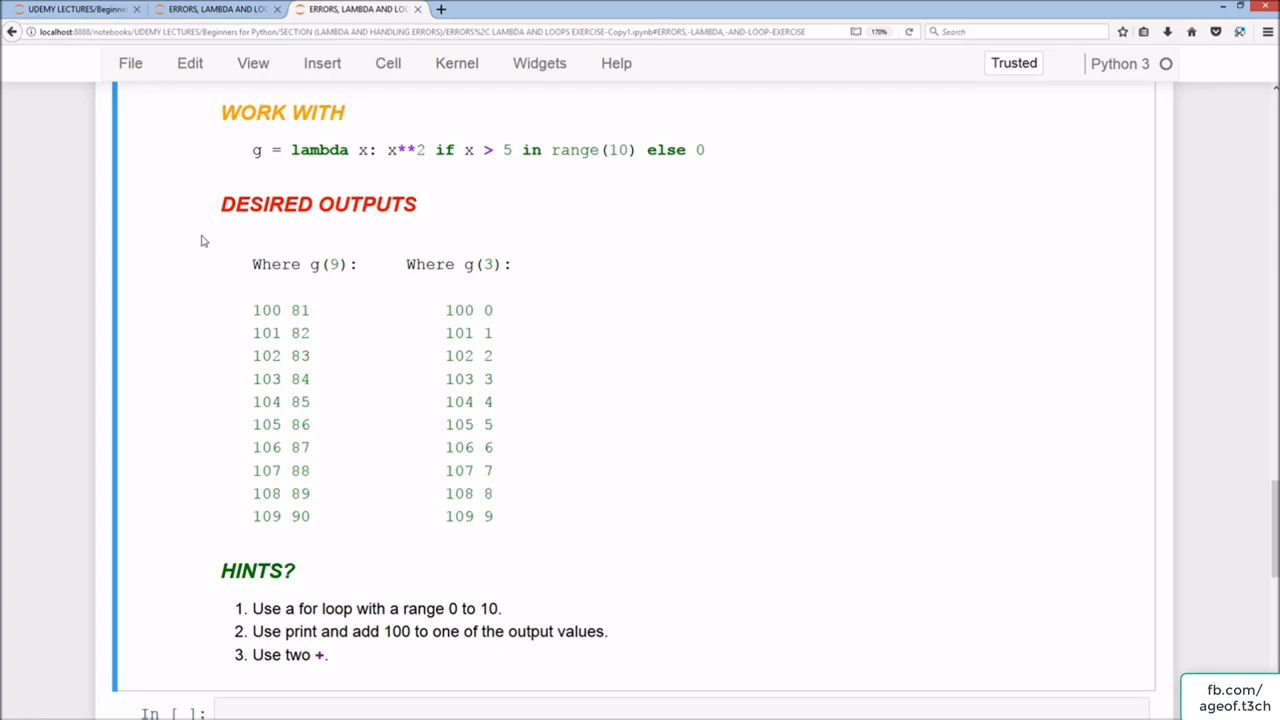 UDEMY LECTURES/Beginner
ERRORS, LAMBDA AND LOO
ERRORS, LAMBDA AND LOO
localhost:8888/notebooks/UDEMY LECTURES/Beginners for Python/SECTION (LAMBDA AND HANDLING ERRORS)/ERRORS%2C LAMBDA AND LOOPS EXERCISE-Copy1.ipynb#ERRORS,-LAMBDA,-AND-LOOP-EXERCISE
170%
Search
File Edit View Insert Cell Kernel Widgets Help
Trusted
Python 3
WORK WITH
g = lambda x: x**2 if x > 5 in range(10) else 0
DESIRED OUTPUTS
Where g(9): Where g(3):
100 81 100 0
101 82 101 1
102 83 102 2
103 84 103 3
104 85 104 4
105 86 105 5
106 87 106 6
107 88 107 7
108 89 108 8
109 90 109 9
HINTS?
1. Use a for loop with a range 0 to 10.
2. Use print and add 100 to one of the output values.
3. Use two +.
In [ ]:
fb.com/
ageof.t3ch